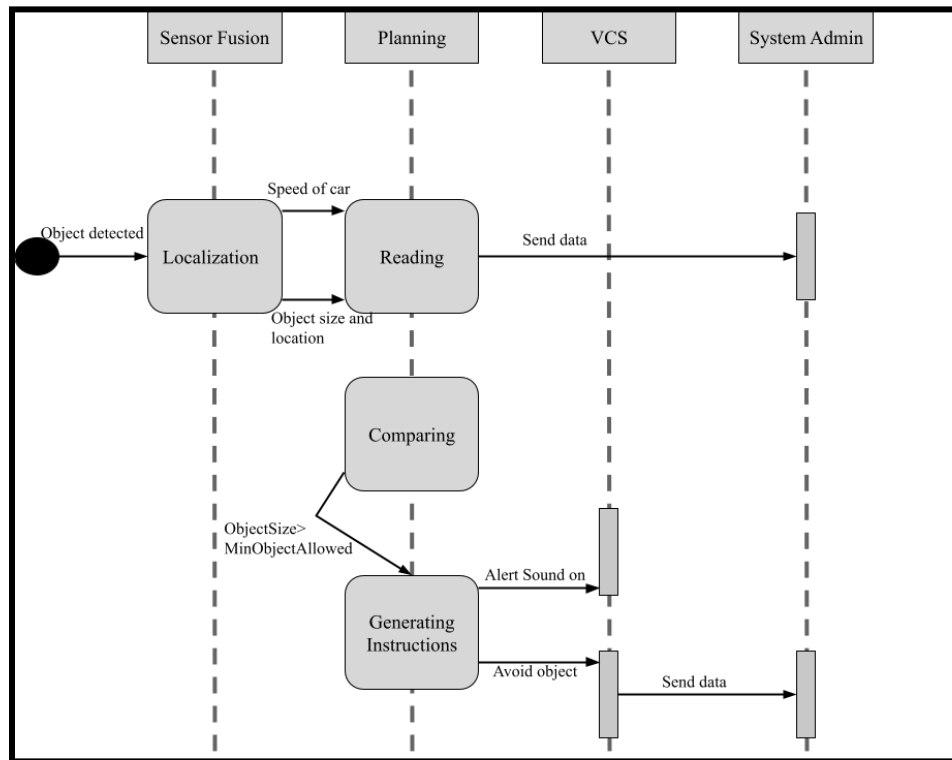 Sensor Fusion
Planning
VCS
System Admin
Speed of car
Object detected
Localization
Reading
Send data
Object size and
location
Comparing
ObjectSize>
MinObjectAllowed
Alert Sound on
Generating
Instructions
Avoid object
Send data